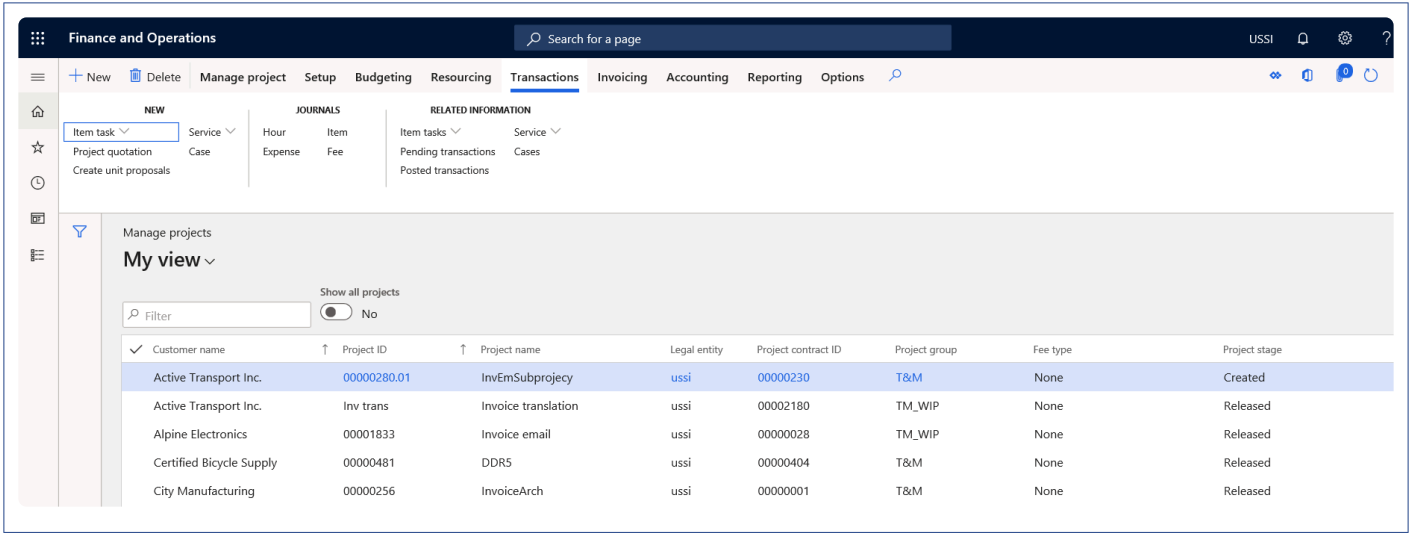 Finance and Operations Search for a page USSI ?
New Delete Manage project Setup Budgeting Resourcing Transactions Invoicing Accounting Reporting Options 0
NEW JOURNALS RELATED INFORMATION
Item task Service Hour Item Item tasks Service
Project quotation Case Expense Fee Pending transactions Cases
Create unit proposals Posted transactions
Manage projects
My view
Show all projects
Filter No
Customer name Project ID Project name Legal entity Project contract ID Project group Fee type Project stage
Active Transport Inc. 00000280.01 InvEmSubprojecy ussi 00000230 T&M None Created
Active Transport Inc. Inv trans Invoice translation ussi 00002180 TM_WIP None Released
Alpine Electronics 00001833 Invoice email ussi 00000028 TM_WIP None Released
Certified Bicycle Supply 00000481 DDR5 ussi 00000404 T&M None Released
City Manufacturing 00000256 InvoiceArch ussi 00000001 T&M None Released